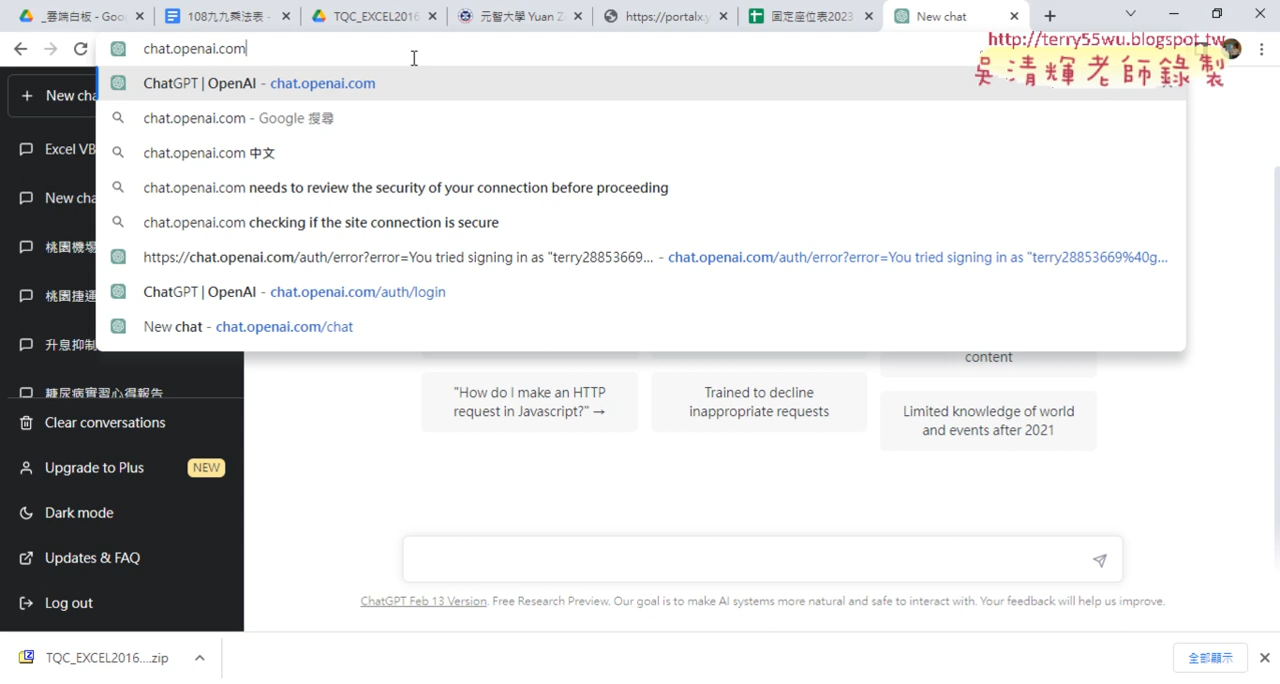 _雲端白板 - Goo
108九九乘法表 -
TQC_EXCEL2016
元智大學 Yuan Z
https://portalx.y
固定座位表2023
New chat
chat.openai.com
http://terry55wu.blogspot.tw
吳清輝老師錄製
ChatGPT | OpenAI - chat.openai.com
chat.openai.com - Google 搜尋
chat.openai.com 中文
chat.openai.com needs to review the security of your connection before proceeding
chat.openai.com checking if the site connection is secure
https://chat.openai.com/auth/error?error=You tried signing in as "terry28853669... - chat.openai.com/auth/error?error=You tried signing in as "terry28853669%40g...
ChatGPT | OpenAI - chat.openai.com/auth/login
New chat - chat.openai.com/chat
+ New cha
Excel VB
New cha
桃園機場
桃園捷運
升息抑制
糖尿病實習心得報告
Clear conversations
Upgrade to Plus NEW
Dark mode
Updates & FAQ
Log out
content
"How do I make an HTTP
request in Javascript?" →
Trained to decline
inappropriate requests
Limited knowledge of world
and events after 2021
ChatGPT Feb 13 Version. Free Research Preview. Our goal is to make AI systems more natural and safe to interact with. Your feedback will help us improve.
TQC_EXCEL2016....zip
全部顯示